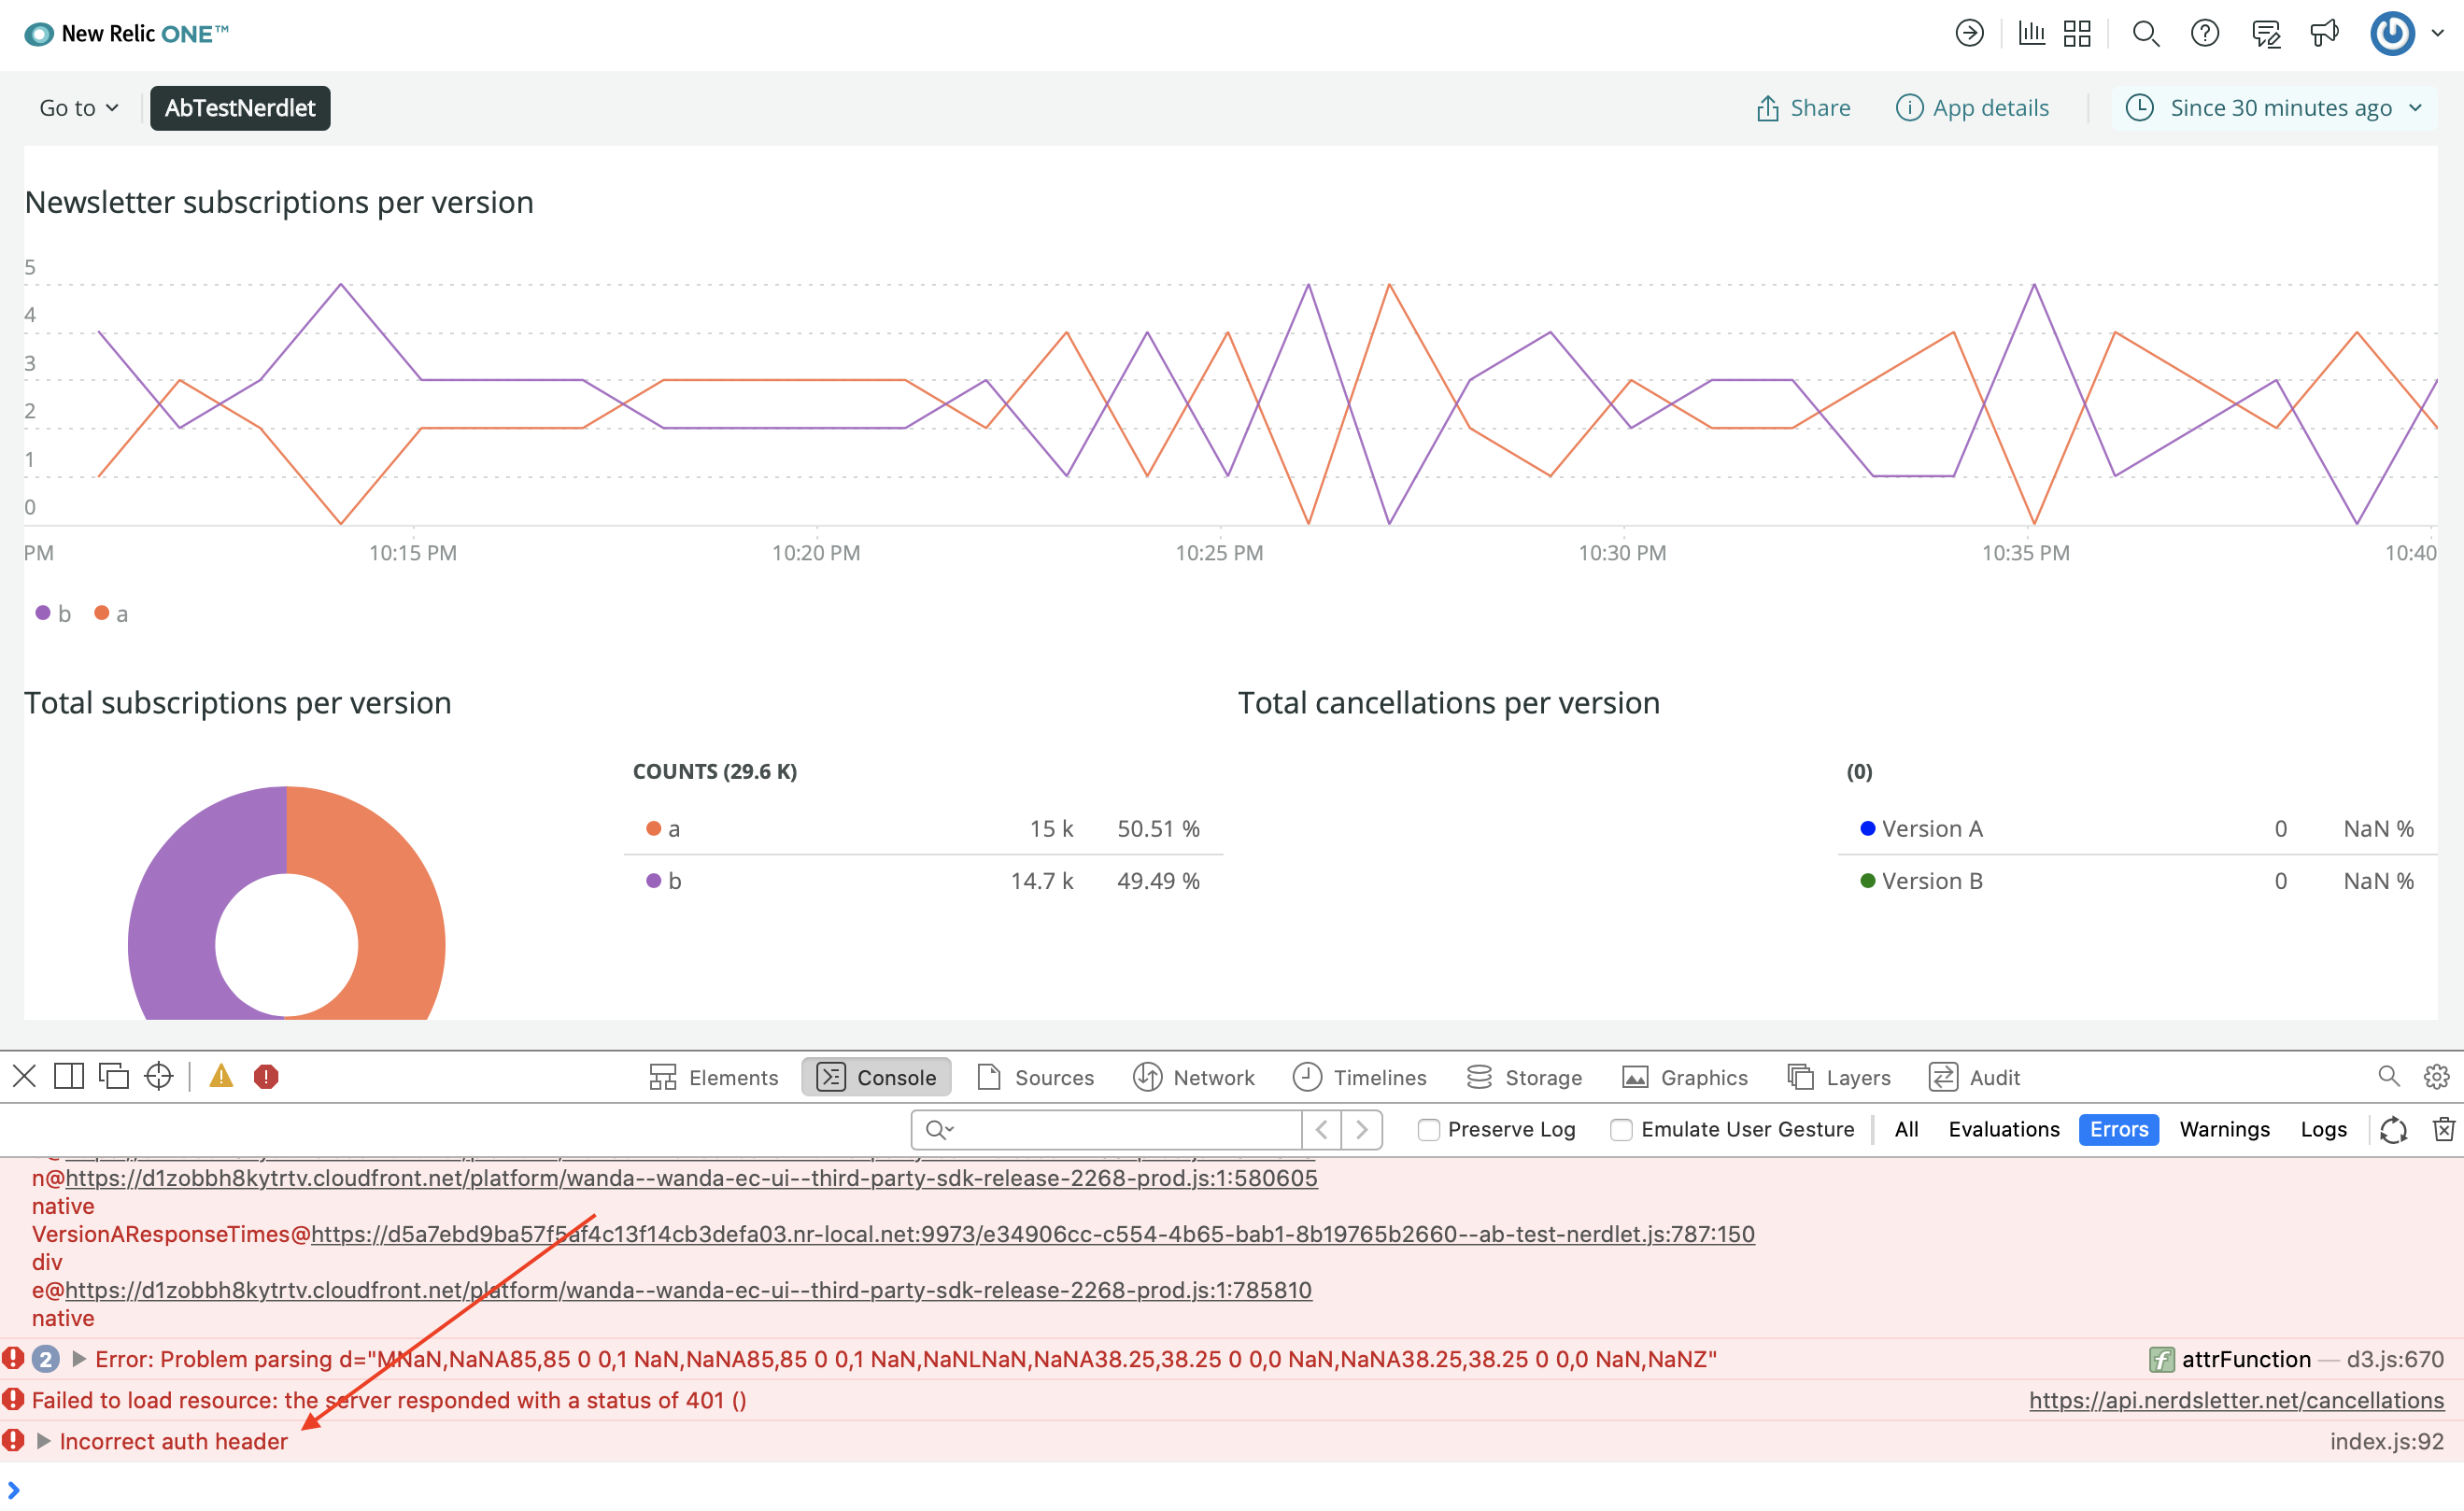 New Relic ONE™
Go to
AbTestNerdlet
Share
App details
Since 30 minutes ago
Newsletter subscriptions per version
5
4
3
2
1
0
PM 10:15 PM 10:20 PM 10:25 PM 10:30 PM 10:35 PM 10:40
b a
Total subscriptions per version
COUNTS (29.6 K)
a 15 k 50.51 %
b 14.7 k 49.49 %
Total cancellations per version
(0)
Version A 0 NaN %
Version B 0 NaN %
Elements Console Sources Network Timelines Storage Graphics Layers Audit
Preserve Log Emulate User Gesture All Evaluations Errors Warnings Logs
n@https://d1zobbh8kytrtv.cloudfront.net/platform/wanda--wanda-ec-ui--third-party-sdk-release-2268-prod.js:1:580605
native
VersionAResponseTimes@https://d5a7ebd9ba57f5af4c13f14cb3defa03.nr-local.net:9973/e34906cc-c554-4b65-bab1-8b19765b2660--ab-test-nerdlet.js:787:150
div
e@https://d1zobbh8kytrtv.cloudfront.net/platform/wanda--wanda-ec-ui--third-party-sdk-release-2268-prod.js:1:785810
native
2 Error: Problem parsing d="MNaN,NaNA85,85 0 0,1 NaN,NaNA85,85 0 0,1 NaN,NaNLNaN,NaNA38.25,38.25 0 0,0 NaN,NaNA38.25,38.25 0 0,0 NaN,NaNZ" f attrFunction — d3.js:670
Failed to load resource: the server responded with a status of 401 () https://api.nerdsletter.net/cancellations
Incorrect auth header index.js:92